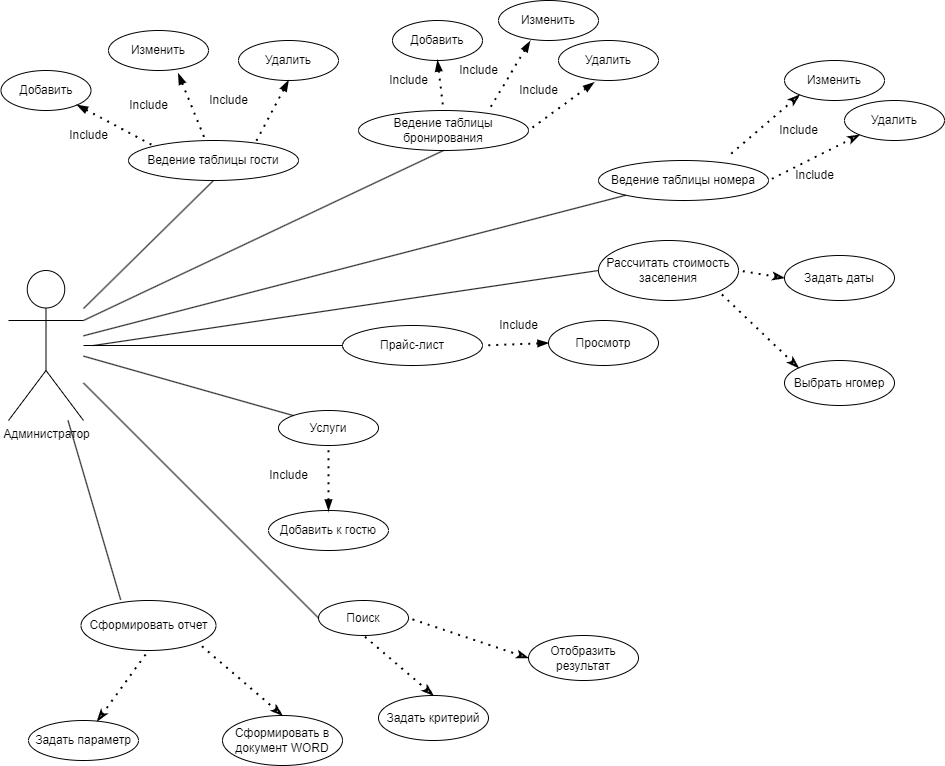 Изменить
Добавить
Изменить
Удалить
Удалить
Include
Include
Include
Изменить
Добавить
Include
Include
Include
Удалить
Ведение таблицы
бронирования
Include
Ведение таблицы гости
Include
Ведение таблицы номера
Рассчитать стоимость
заселения
Задать даты
Include
Прайс-лист
Просмотр
Выбрать нгомер
Администратор
Услуги
Include
Добавить к гостю
Сформировать отчет
Поиск
Отобразить
результат
Задать критерий
Задать параметр
Сформировать в
документ WORD